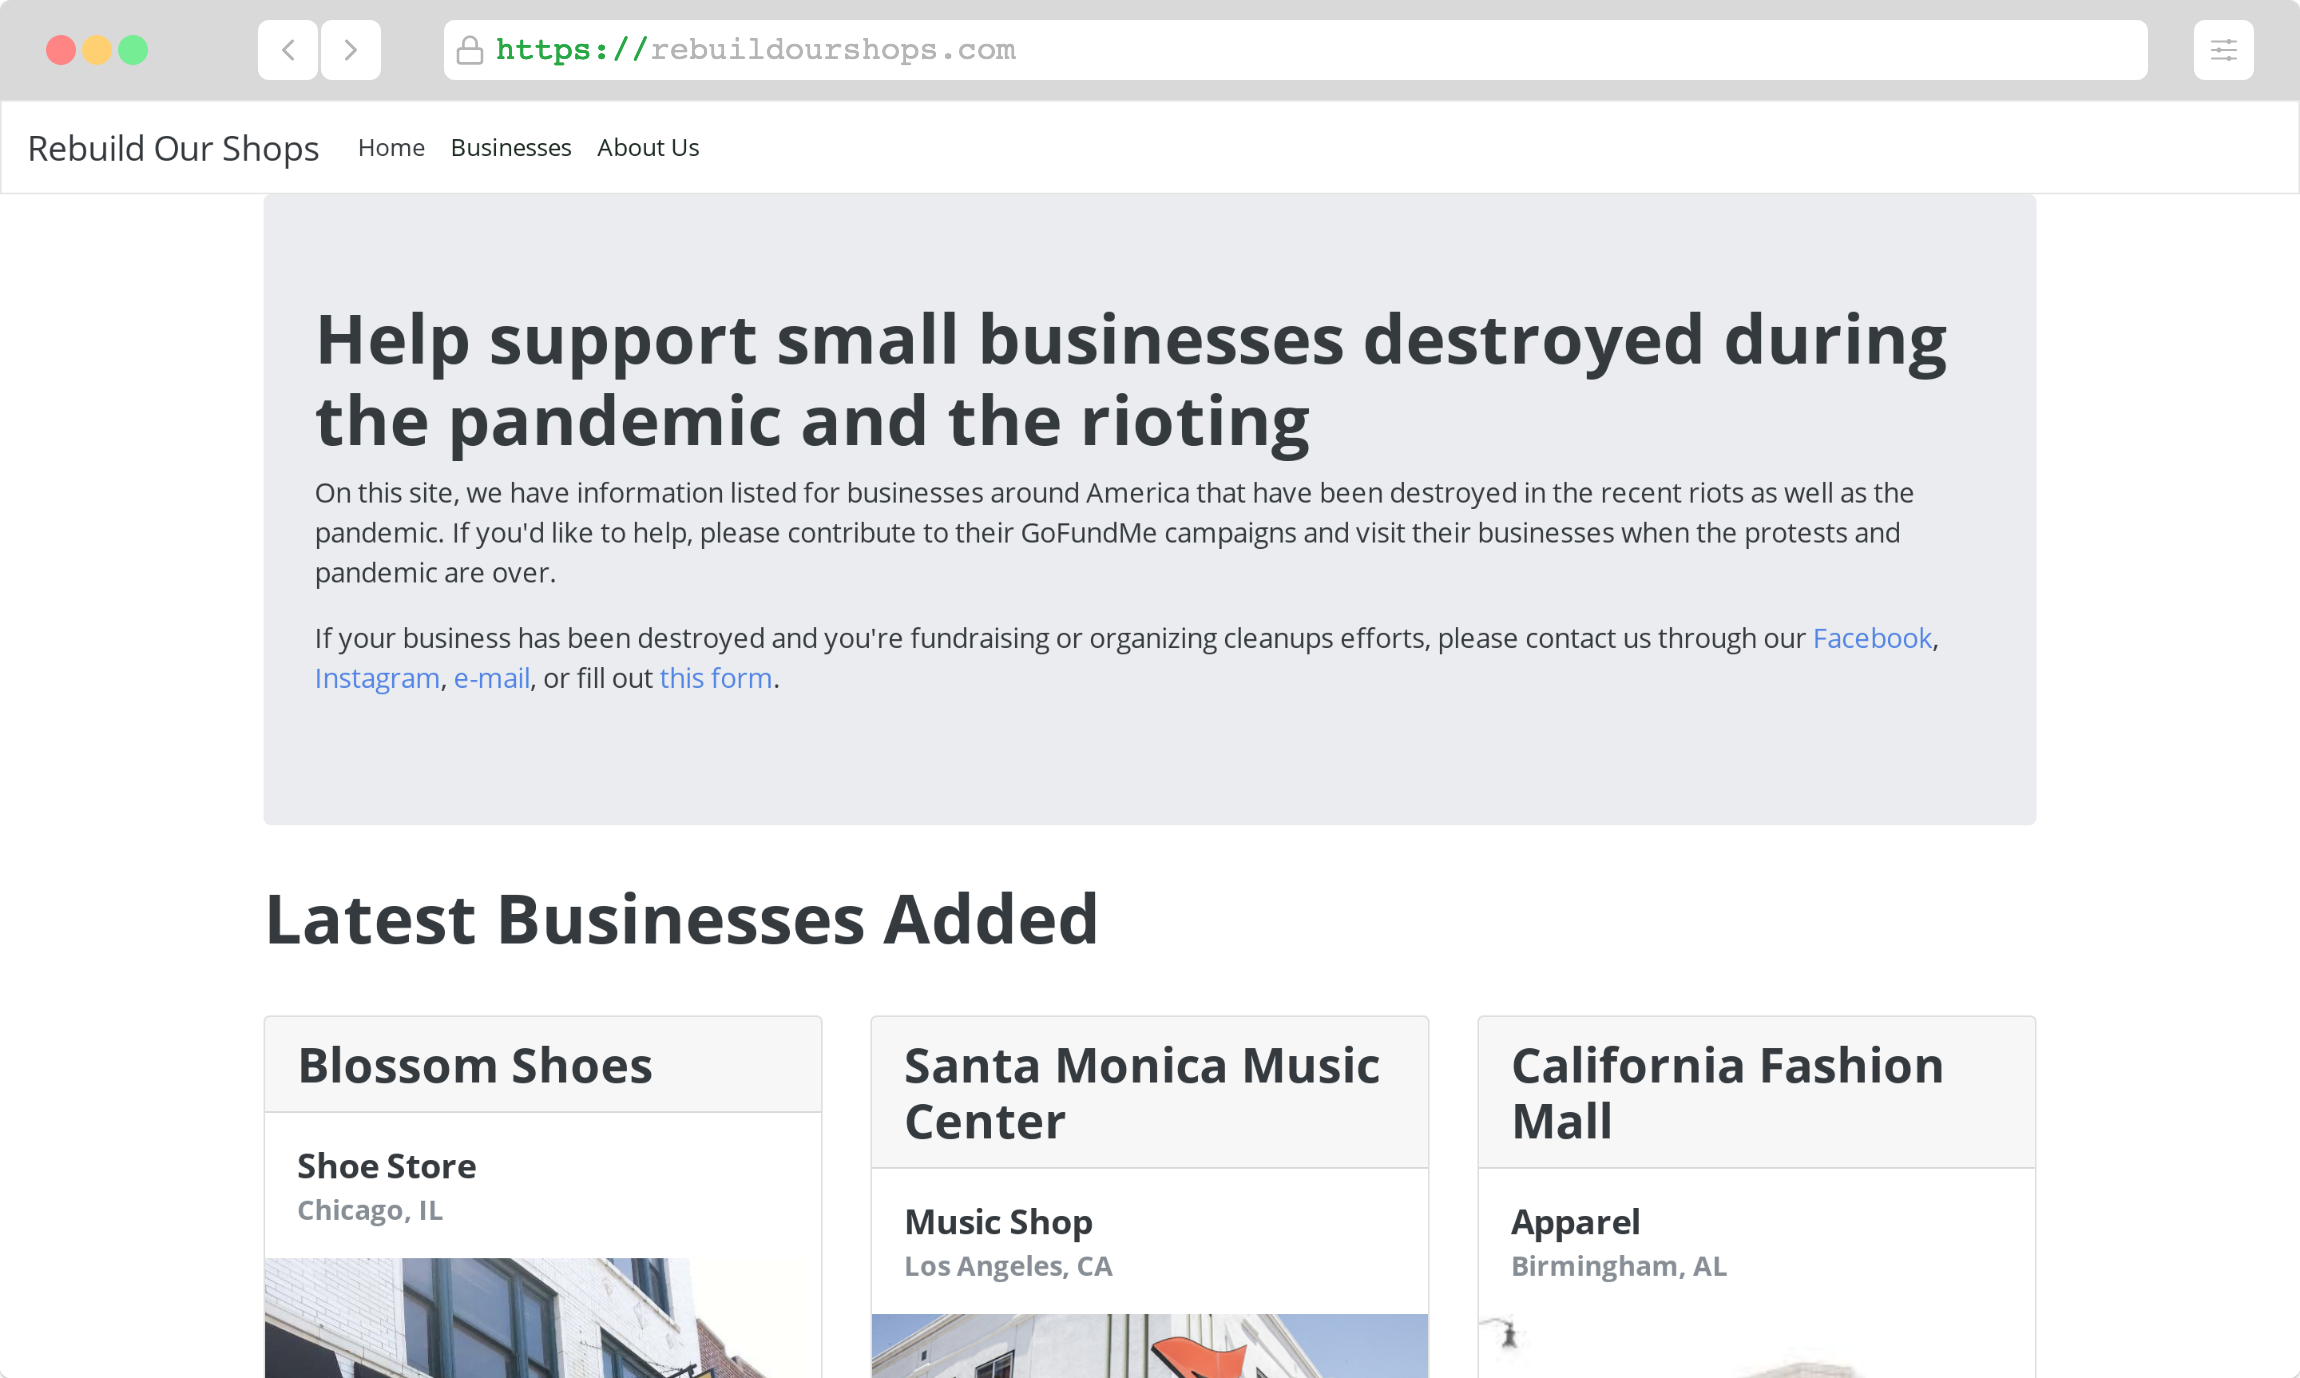 https://rebuildourshops.com
Rebuild Our Shops Home Businesses About Us
Help support small businesses destroyed during
the pandemic and the rioting
On this site, we have information listed for businesses around America that have been destroyed in the recent riots as well as the
pandemic. If you'd like to help, please contribute to their GoFundMe campaigns and visit their businesses when the protests and
pandemic are over.
If your business has been destroyed and you're fundraising or organizing cleanups efforts, please contact us through our Facebook,
Instagram, e-mail, or fill out this form.
Latest Businesses Added
Blossom Shoes
Shoe Store
Chicago, IL
Santa Monica Music
Center
Music Shop
Los Angeles, CA
California Fashion
Mall
Apparel
Birmingham, AL